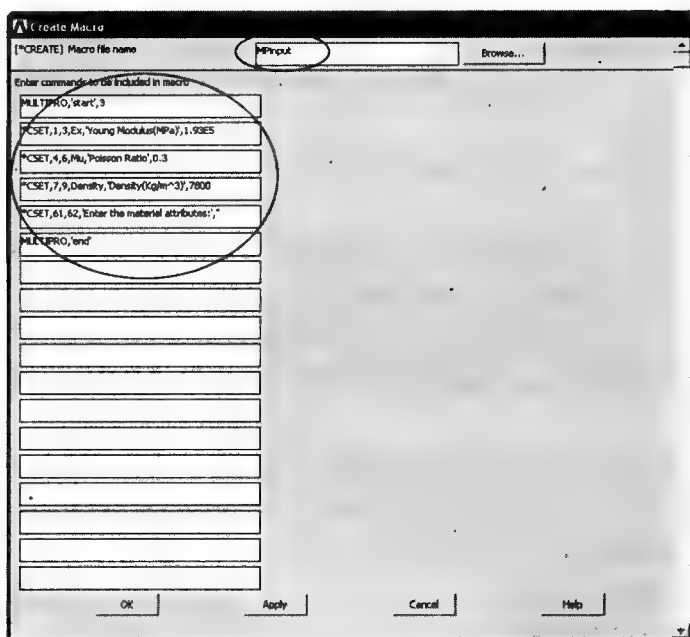 Create Macro
[*CREATE] Macro file name MPinput Browse...
Enter commands to be included in macro
MULTIPRO,'start',3
*CSET,1,3,Ex,'Young Modulus(MPa)',1.93E5
*CSET,4,6,Mu,'Poisson Ratio',0.3
*CSET,7,9,Density,'Density(Kg/m^3)',7800
*CSET,61,62,'Enter the material attributes:','
MULTIPRO,'end'
OK Apply Cancel Help